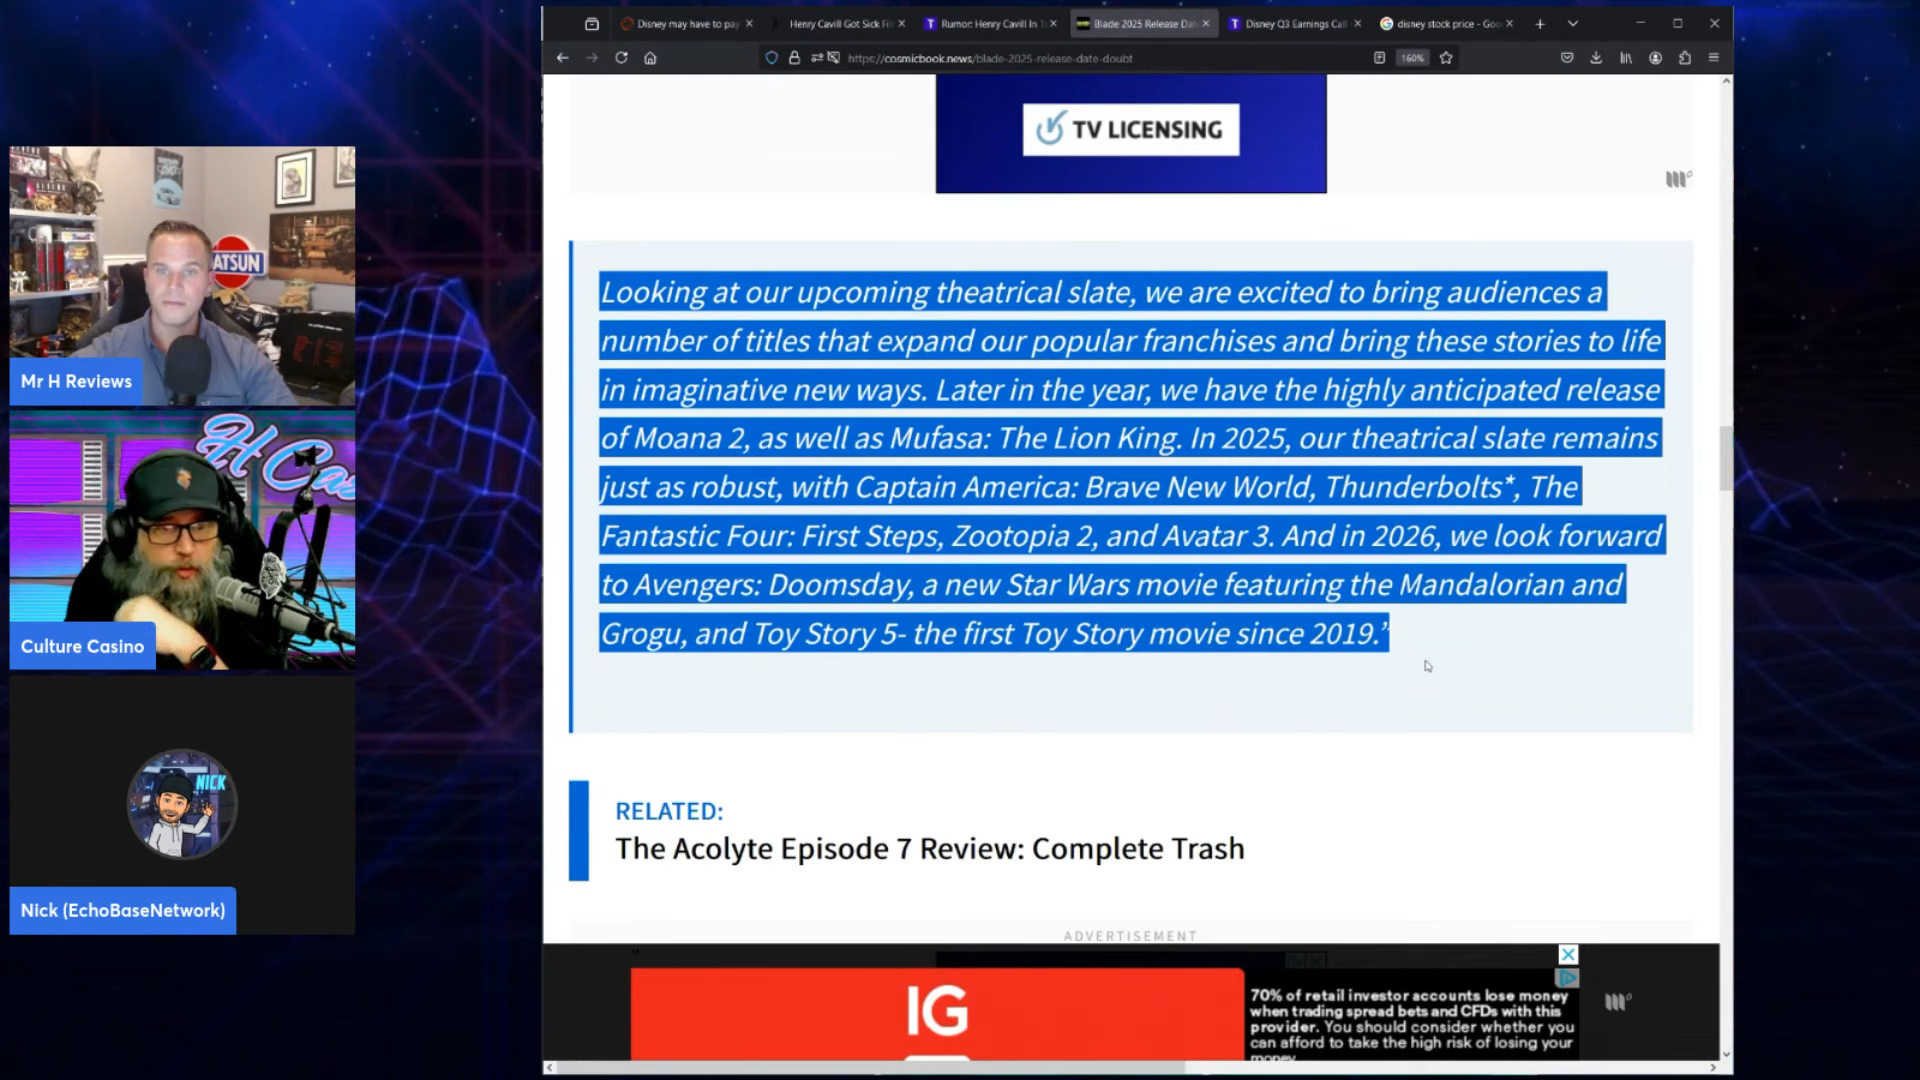 Disney may have to pay
Henry Cavill Got Sick Fi
Rumor: Henry Cavill In
Blade 2025 Release Dat
Disney Q3 Earnings Call
disney stock price - Goo
https://cosmicbook.news/blade-2025-release-date-doubt
160%
TV LICENSING
Looking at our upcoming theatrical slate, we are excited to bring audiences a
number of titles that expand our popular franchises and bring these stories to life
in imaginative new ways. Later in the year, we have the highly anticipated release
of Moana 2, as well as Mufasa: The Lion King. In 2025, our theatrical slate remains
just as robust, with Captain America: Brave New World, Thunderbolts*, The
Fantastic Four: First Steps, Zootopia 2, and Avatar 3. And in 2026, we look forward
to Avengers: Doomsday, a new Star Wars movie featuring the Mandalorian and
Grogu, and Toy Story 5- the first Toy Story movie since 2019.”
RELATED:
The Acolyte Episode 7 Review: Complete Trash
ADVERTISEMENT
IG
70% of retail investor accounts lose money
when trading spread bets and CFDs with this
provider. You should consider whether you
can afford to take the high risk of losing your
money
ATSUN
Mr H Reviews
H Cas
Culture Casino
NICK
Nick (EchoBaseNetwork)